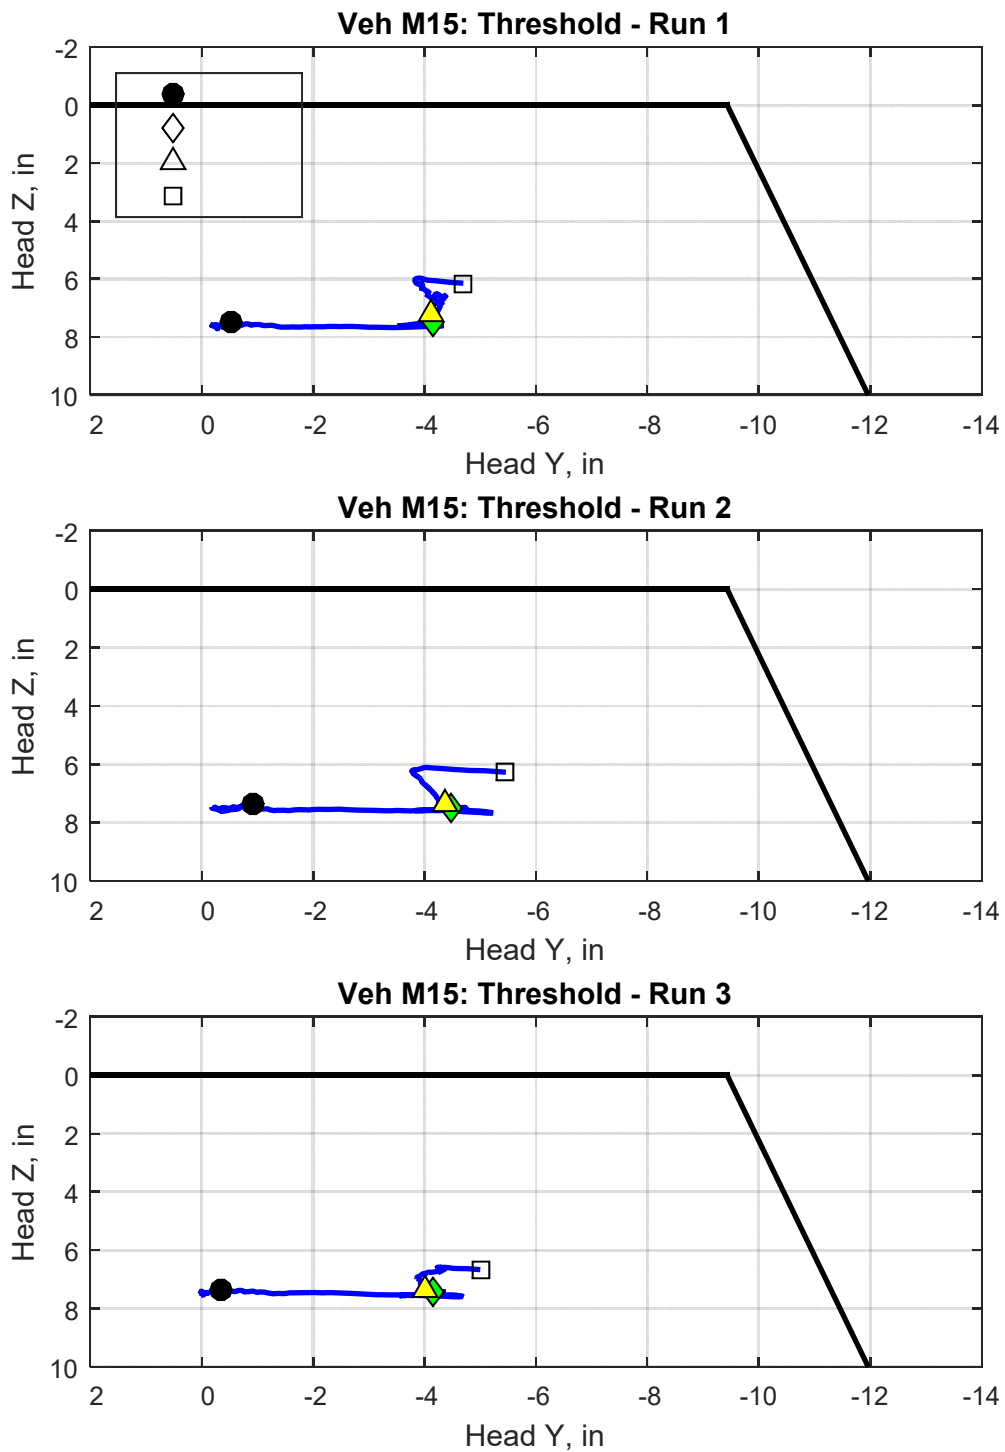 Veh M15: Threshold - Run 1
-2
0
2
4
6
8
10
Head Z, in
2 0 -2 -4 -6 -8 -10 -12 -14
Head Y, in
Veh M15: Threshold - Run 2
-2
0
2
4
6
8
10
Head Z, in
2 0 -2 -4 -6 -8 -10 -12 -14
Head Y, in
Veh M15: Threshold - Run 3
-2
0
2
4
6
8
10
Head Z, in
2 0 -2 -4 -6 -8 -10 -12 -14
Head Y, in